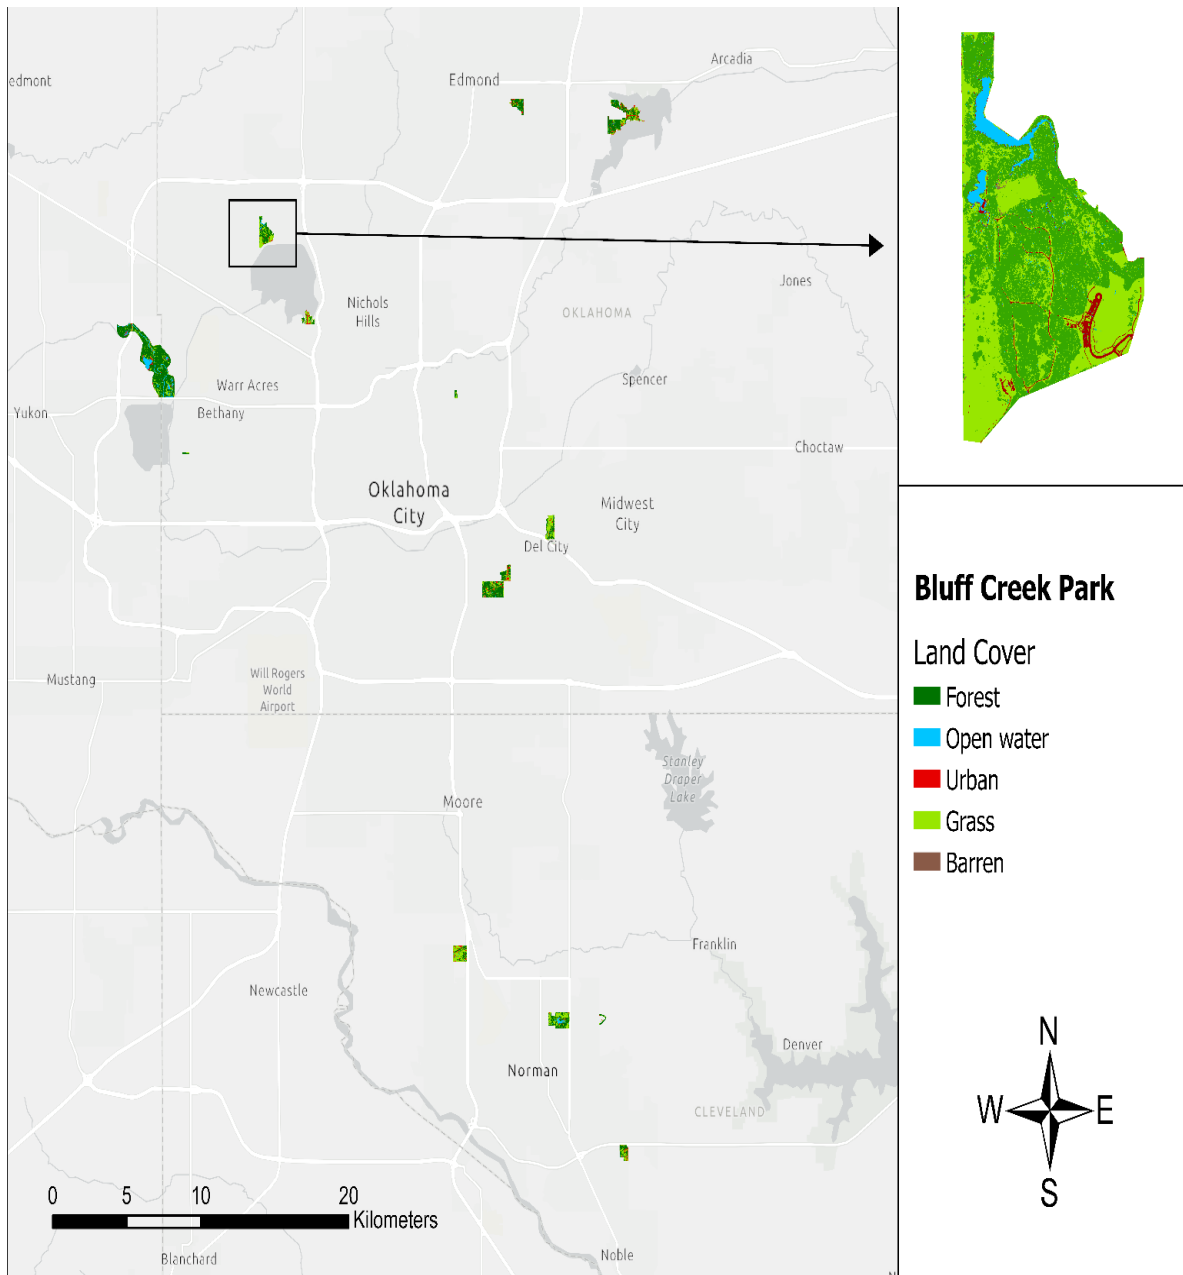 edmont
Edmond
Arcadia
Nichols
Hills
OKLAHOMA
Jones
Warr Acres
Spencer
Yukon
Bethany
Choctaw
Oklahoma
City
Midwest
City
Del City
Mustang
Will Rogers
World
Airport
Stanley
Draper
Lake
Moore
Franklin
Newcastle
Denver
Norman
CLEVELAND
0 5 10 20
Kilometers
Blanchard
Noble
Bluff Creek Park
Land Cover
Forest
Open water
Urban
Grass
Barren
N
W E
S